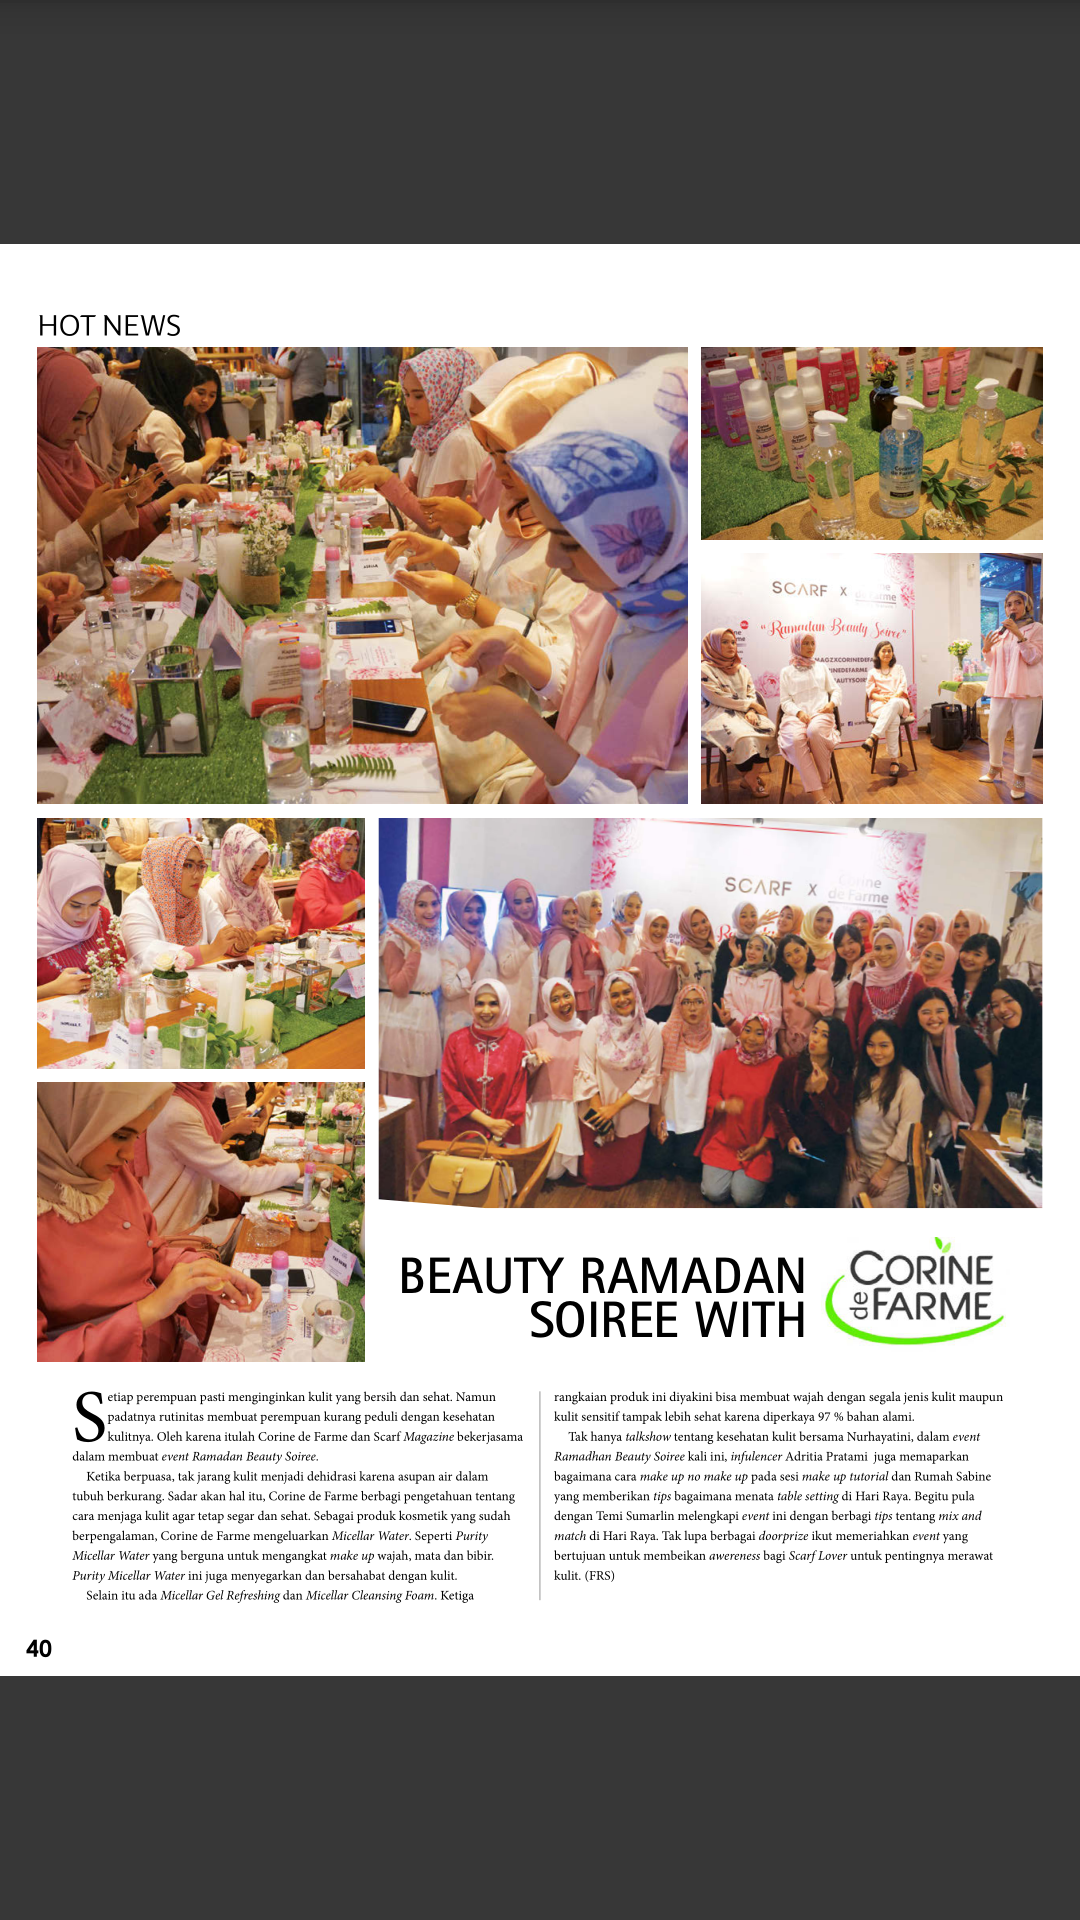 HOT NEWS
SCARF X
de Farme
"Ramadan Beauty Soiree"
SCARF X Corine
de Farme
BEAUTY RAMADAN
SOIREE WITH
CORINE
de FARME
Setiap perempuan pasti menginginkan kulit yang bersih dan sehat. Namun
padatnya rutinitas membuat perempuan kurang peduli dengan kesehatan
kulitnya. Oleh karena itulah Corine de Farme dan Scarf Magazine bekerjasama
dalam membuat event Ramadan Beauty Soiree.
Ketika berpuasa, tak jarang kulit menjadi dehidrasi karena asupan air dalam
tubuh berkurang. Sadar akan hal itu, Corine de Farme berbagi pengetahuan tentang
cara menjaga kulit agar tetap segar dan sehat. Sebagai produk kosmetik yang sudah
berpengalaman, Corine de Farme mengeluarkan Micellar Water. Seperti Purity
Micellar Water yang berguna untuk mengangkat make up wajah, mata dan bibir.
Purity Micellar Water ini juga menyegarkan dan bersahabat dengan kulit.
Selain itu ada Micellar Gel Refreshing dan Micellar Cleansing Foam. Ketiga
rangkaian produk ini diyakini bisa membuat wajah dengan segala jenis kulit maupun
kulit sensitif tampak lebih sehat karena diperkaya 97 % bahan alami.
Tak hanya talkshow tentang kesehatan kulit bersama Nurhayatini, dalam event
Ramadhan Beauty Soiree kali ini, infulencer Adritia Pratami juga memaparkan
bagaimana cara make up no make up pada sesi make up tutorial dan Rumah Sabine
yang memberikan tips bagaimana menata table setting di Hari Raya. Begitu pula
dengan Temi Sumarlin melengkapi event ini dengan berbagi tips tentang mix and
match di Hari Raya. Tak lupa berbagai doorprize ikut memeriahkan event yang
bertujuan untuk membeikan awereness bagi Scarf Lover untuk pentingnya merawat
kulit. (FRS)
40